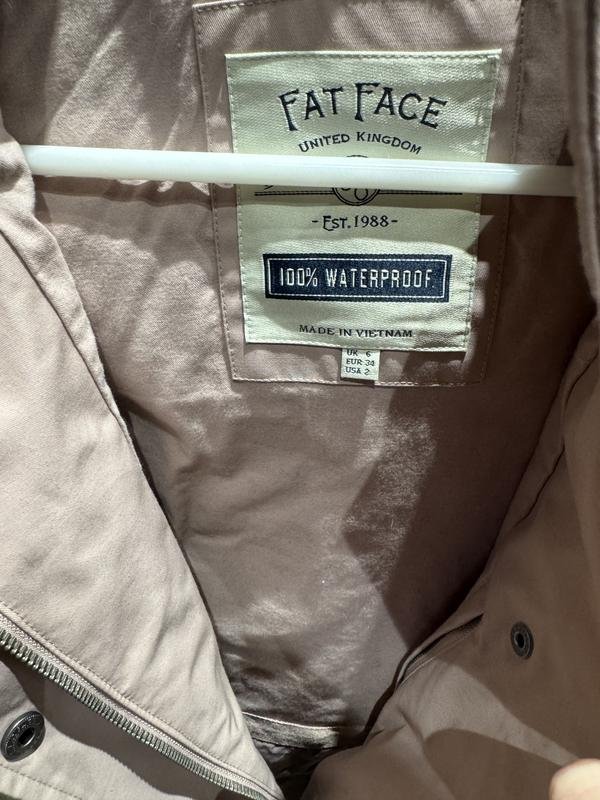 FAT FACE
UNITED KINGDOM
-EST.1988-
100% WATERPROOF
MADE IN VIETNAM
UK 6
EUR 34
USA 2